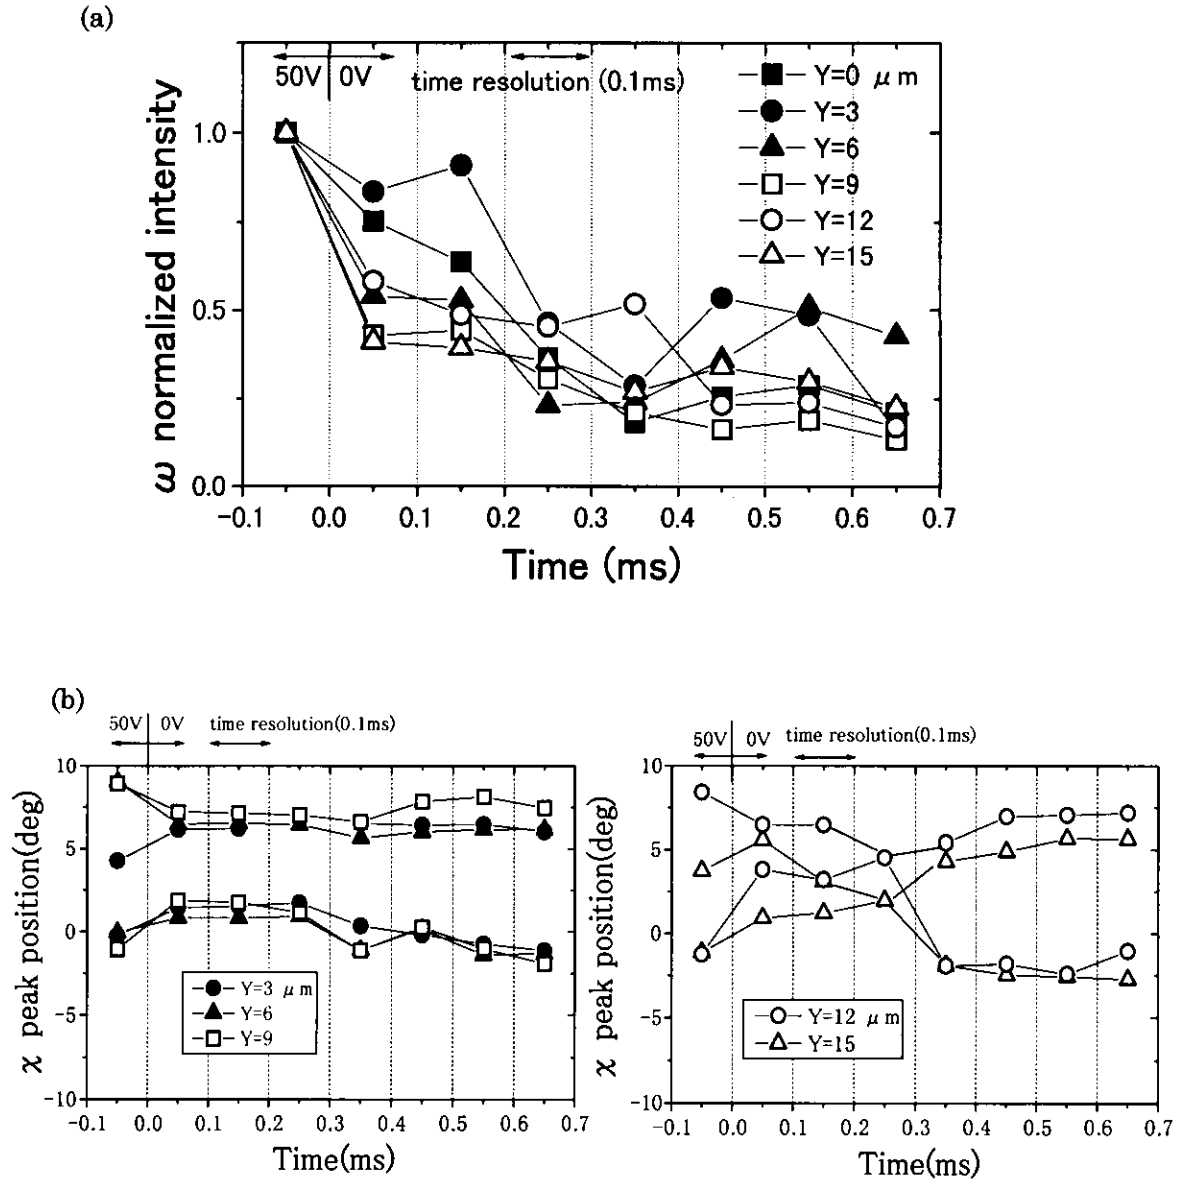 (a)
50V 0V time resolution (0.1ms)
Y=0 μm
Y=3
Y=6
Y=9
Y=12
Y=15
ω normalized intensity
1.0
0.5
0.0
-0.1 0.0 0.1 0.2 0.3 0.4 0.5 0.6 0.7
Time (ms)
(b)
50V 0V time resolution(0.1ms)
χ peak position(deg)
10
5
0
-5
-10
Y=3 μm
Y=6
Y=9
-0.1 0.0 0.1 0.2 0.3 0.4 0.5 0.6 0.7
Time(ms)
50V 0V time resolution(0.1ms)
χ peak position(deg)
10
5
0
-5
-10
Y=12 μm
Y=15
-0.1 0.0 0.1 0.2 0.3 0.4 0.5 0.6 0.7
Time(ms)